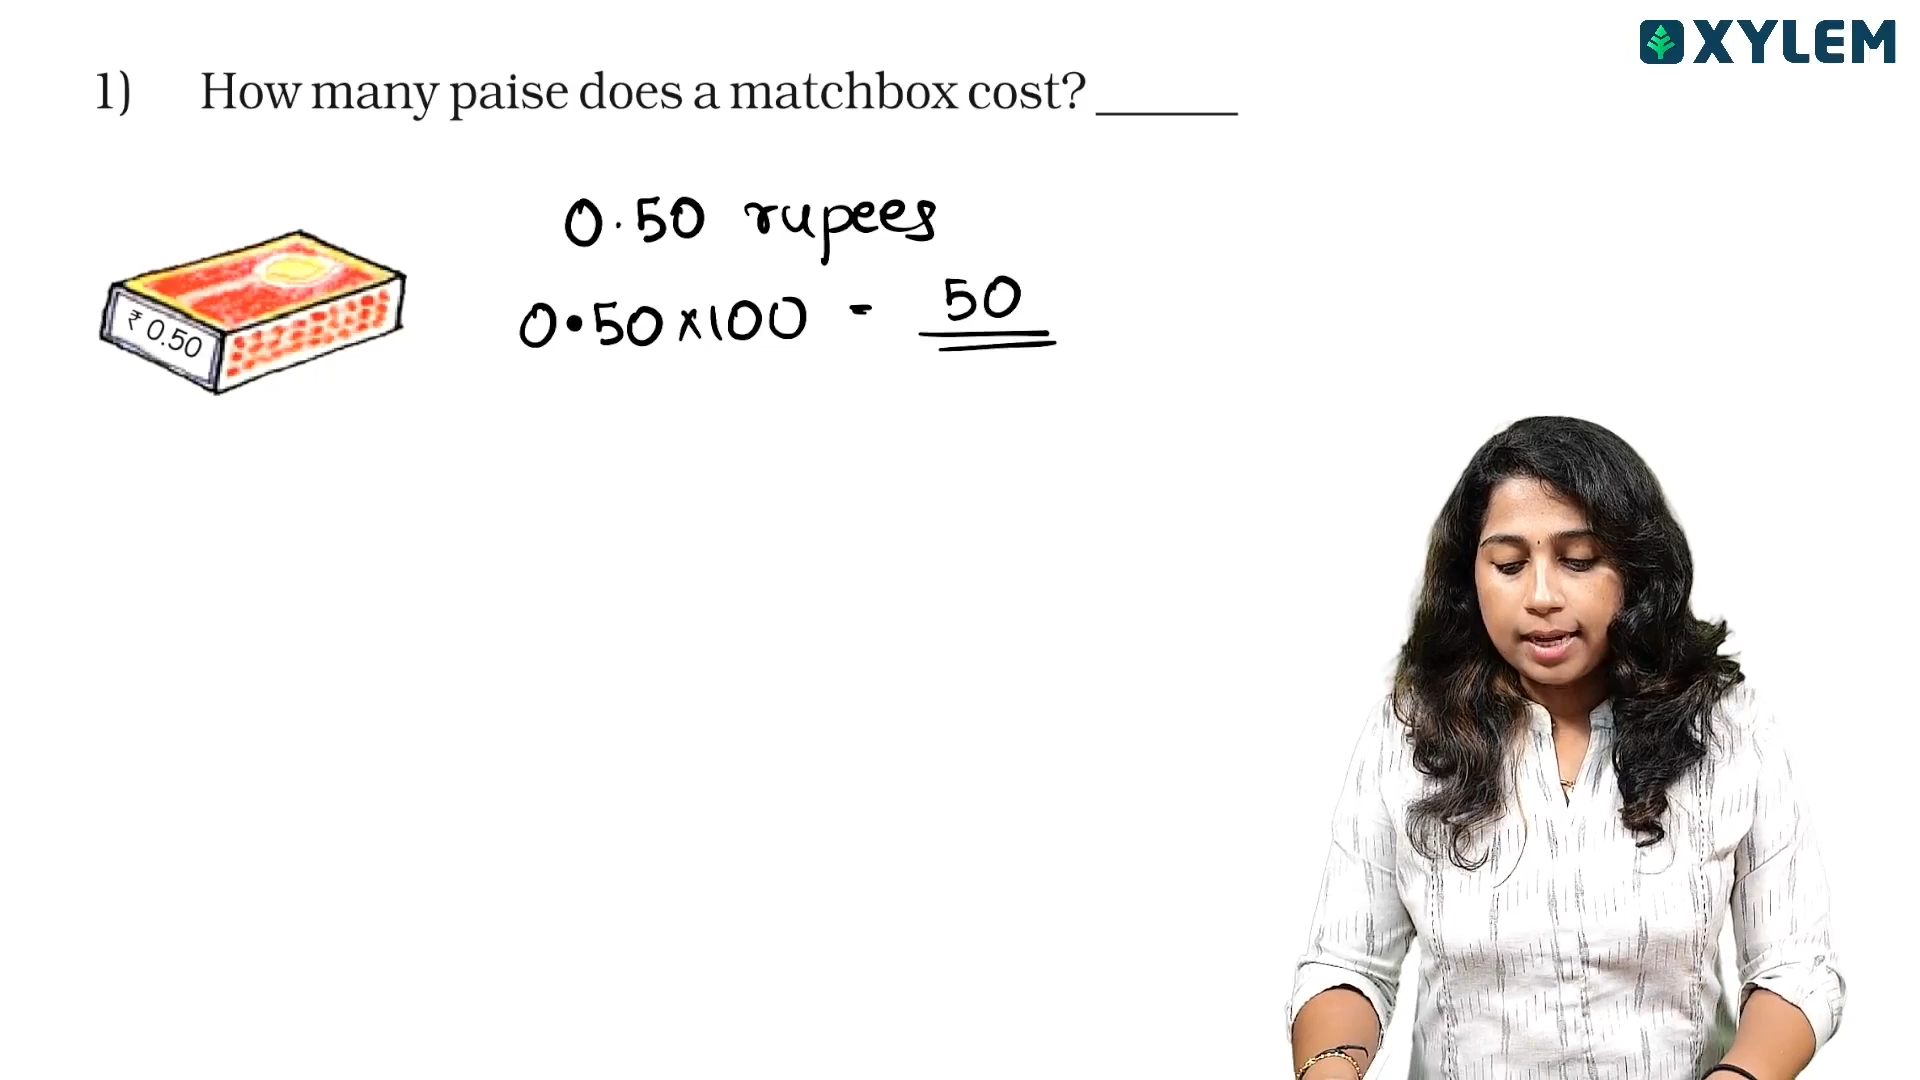 XYLEM
1) How many paise does a matchbox cost? ______
0.50 rupees
0.50 x 100 = 50
₹ 0.50